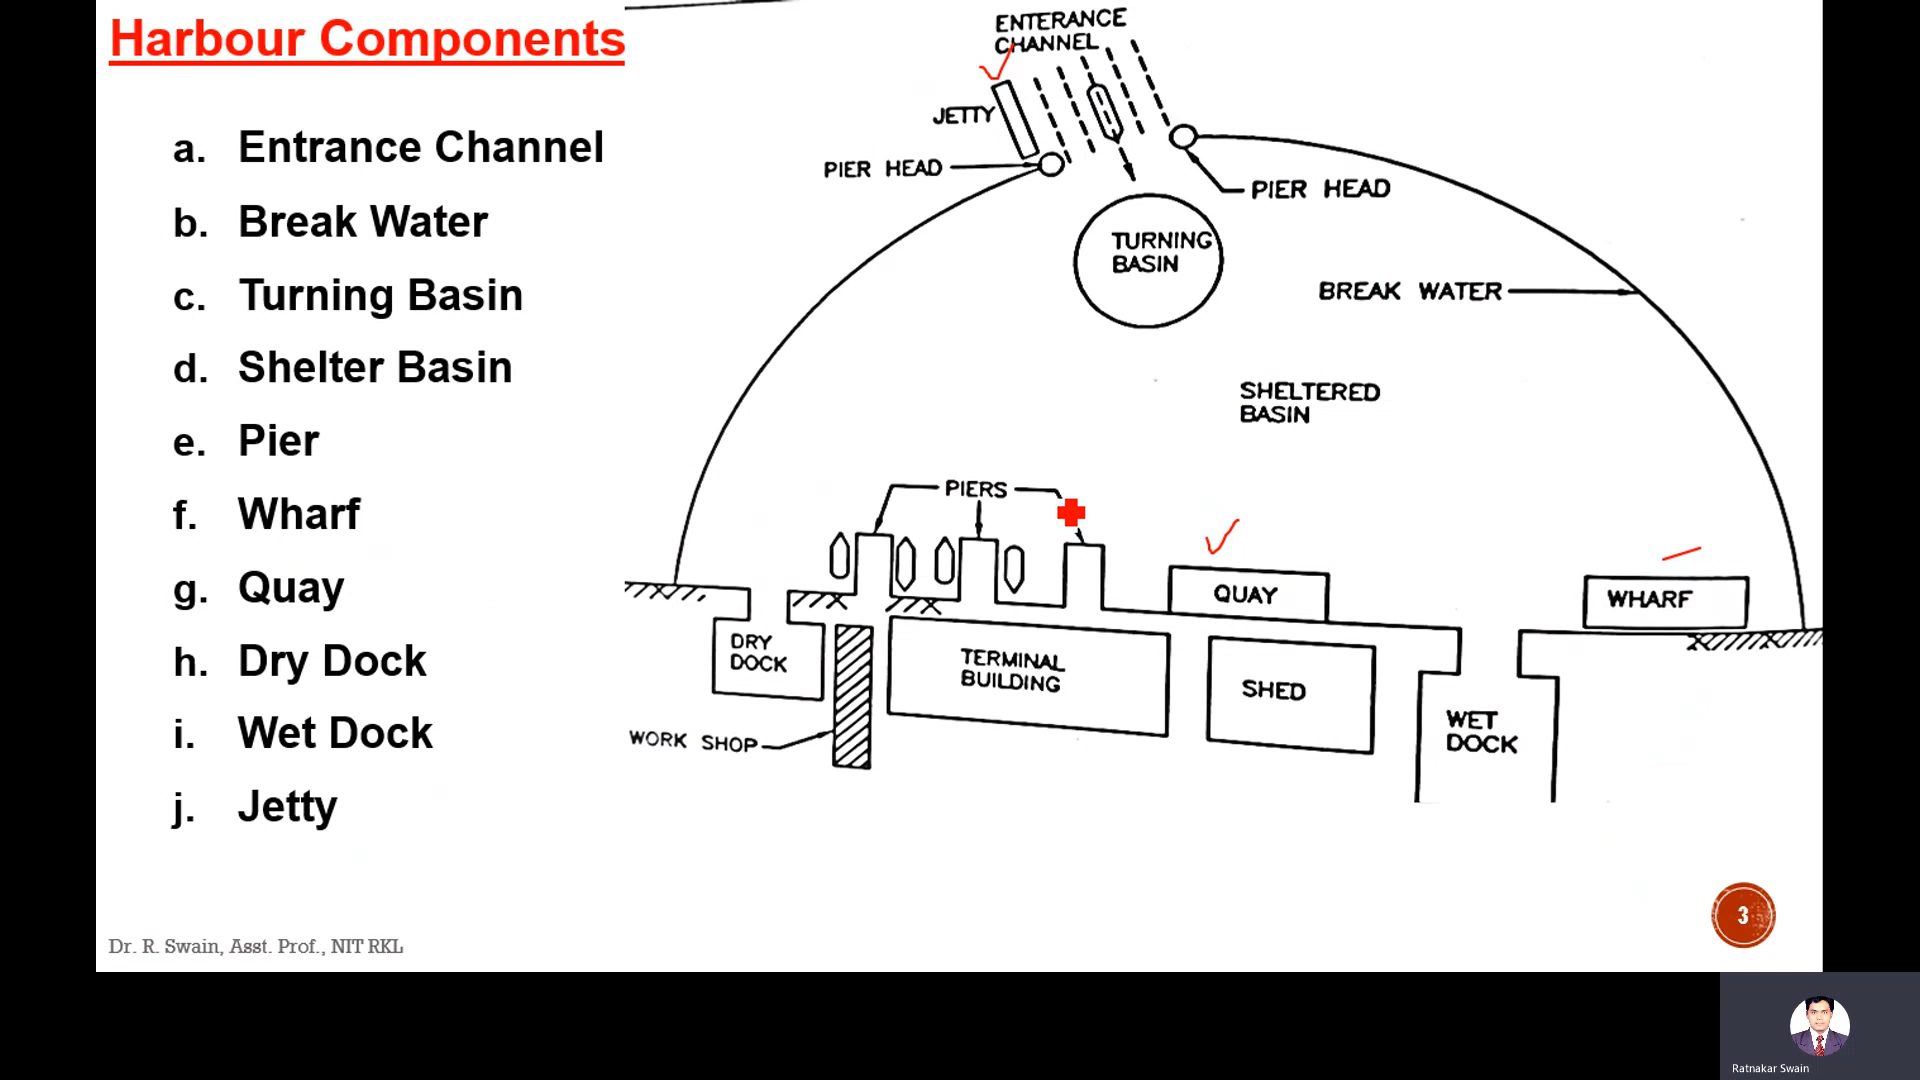 Harbour Components
a. Entrance Channel
b. Break Water
c. Turning Basin
d. Shelter Basin
e. Pier
f. Wharf
g. Quay
h. Dry Dock
i. Wet Dock
j. Jetty
ENTERANCE
CHANNEL
JETTY
PIER HEAD
PIER HEAD
TURNING
BASIN
BREAK WATER
SHELTERED
BASIN
PIERS
QUAY
WHARF
DRY
DOCK
TERMINAL
BUILDING
SHED
WET
DOCK
WORK SHOP
3
Dr. R. Swain, Asst. Prof., NIT RKL
Ratnakar Swain